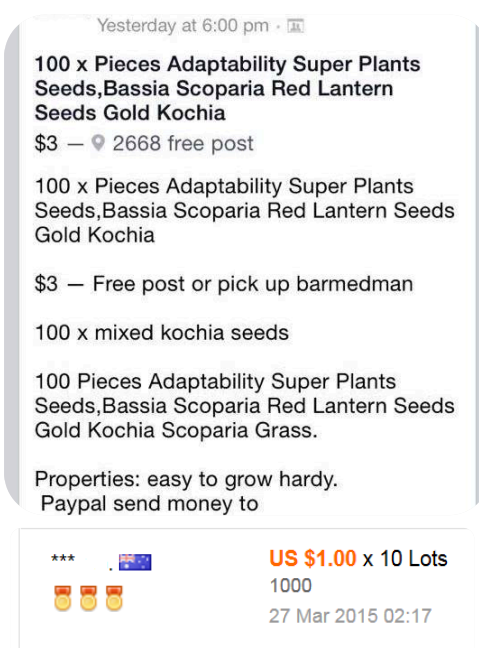 Yesterday at 6:00 pm ·
100 x Pieces Adaptability Super Plants
Seeds,Bassia Scoparia Red Lantern
Seeds Gold Kochia
$3 — 2668 free post
100 x Pieces Adaptability Super Plants
Seeds,Bassia Scoparia Red Lantern Seeds
Gold Kochia
$3 — Free post or pick up barmedman
100 x mixed kochia seeds
100 Pieces Adaptability Super Plants
Seeds,Bassia Scoparia Red Lantern Seeds
Gold Kochia Scoparia Grass.
Properties: easy to grow hardy.
Paypal send money to
*** .
US $1.00 x 10 Lots
1000
27 Mar 2015 02:17